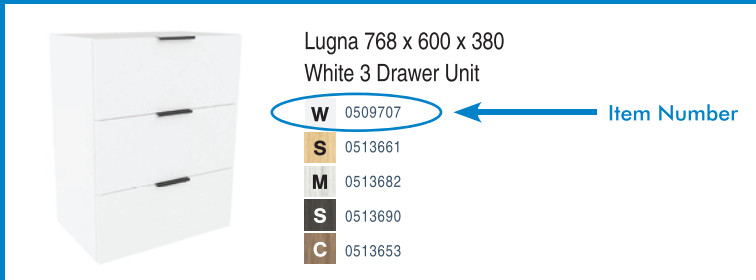 Lugna 768 x 600 x 380
White 3 Drawer Unit
W 0509707
Item Number
S 0513661
M 0513682
S 0513690
C 0513653